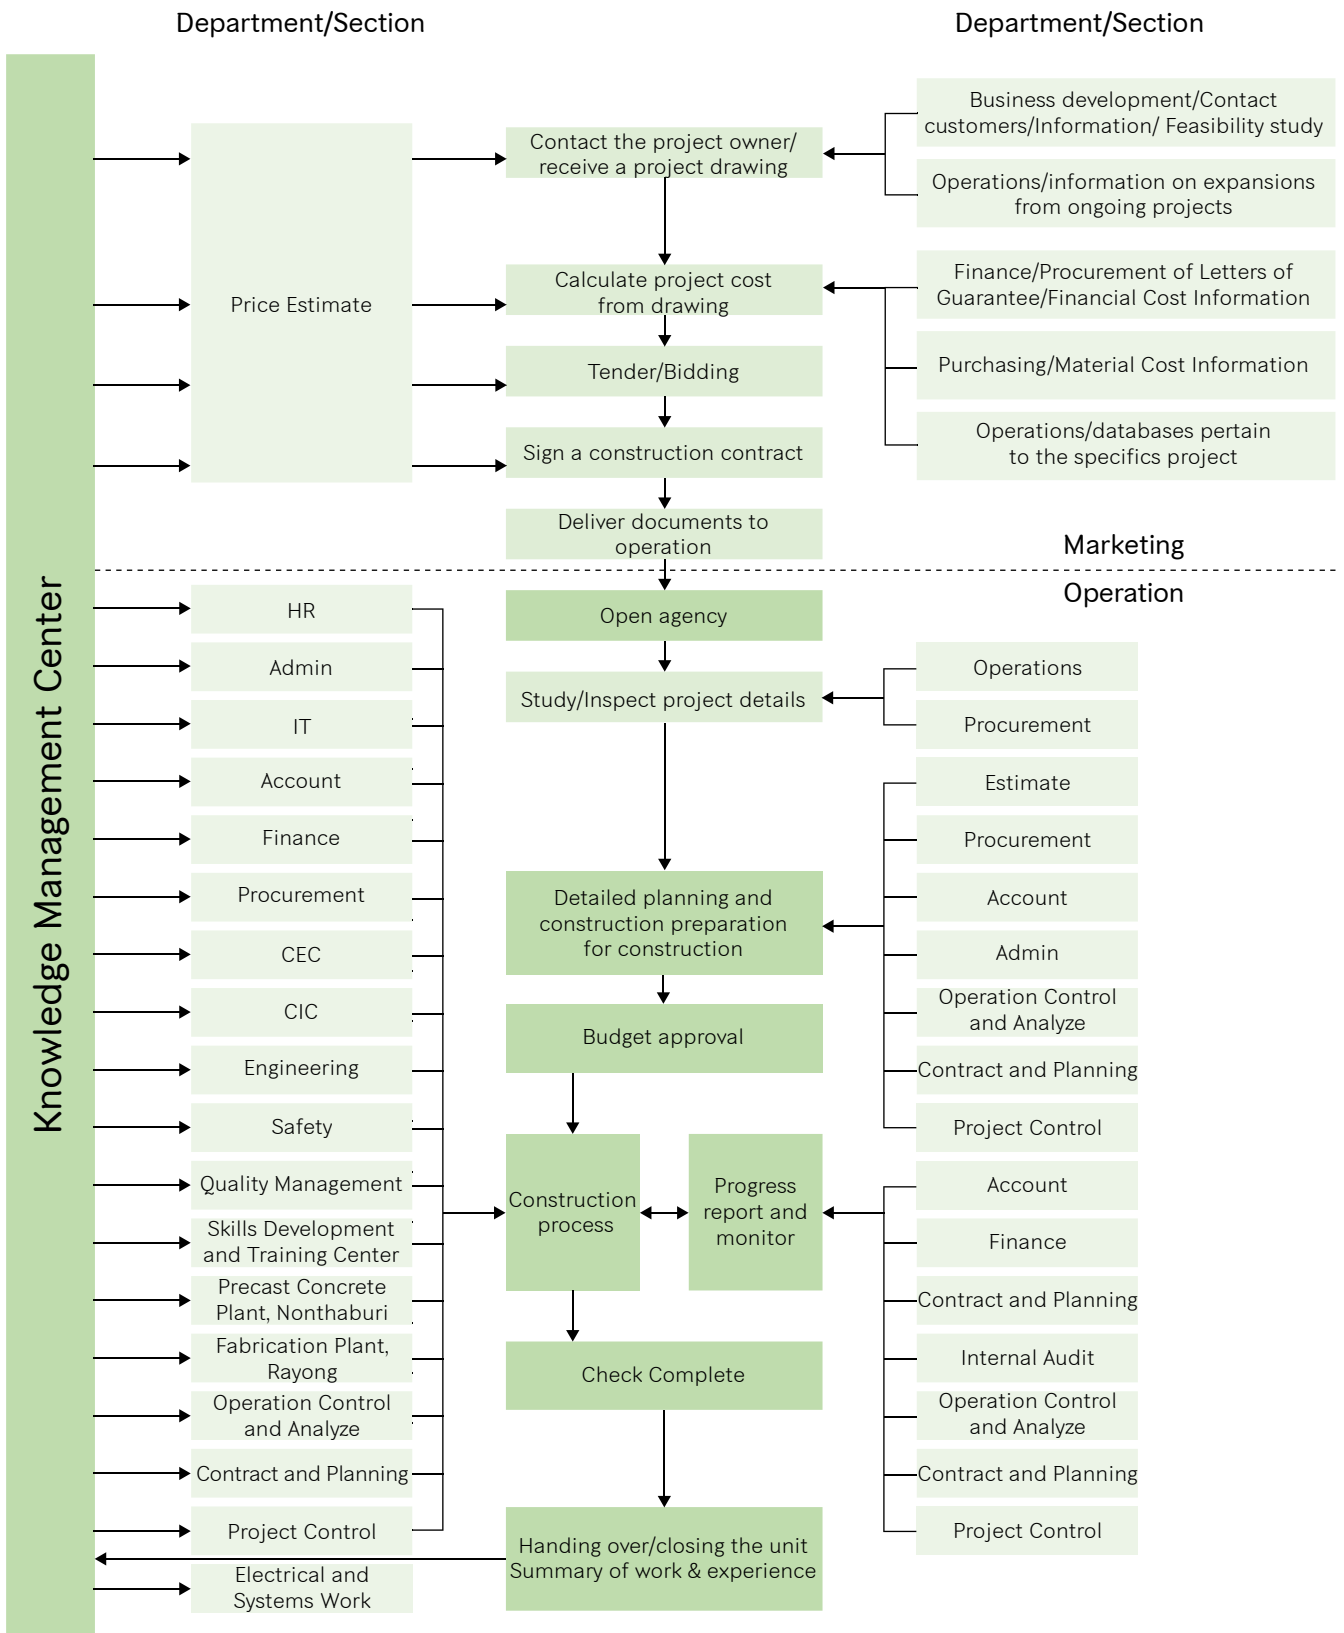 Department/Section
Department/Section
Knowledge Management Center
Price Estimate
Contact the project owner/
receive a project drawing
Business development/Contact
customers/Information/ Feasibility study
Operations/information on expansions
from ongoing projects
Calculate project cost
from drawing
Finance/Procurement of Letters of
Guarantee/Financial Cost Information
Tender/Bidding
Purchasing/Material Cost Information
Sign a construction contract
Operations/databases pertain
to the specifics project
Deliver documents to
operation
Marketing
Operation
HR
Admin
IT
Account
Finance
Procurement
CEC
CIC
Engineering
Safety
Quality Management
Skills Development
and Training Center
Precast Concrete
Plant, Nonthaburi
Fabrication Plant,
Rayong
Operation Control
and Analyze
Contract and Planning
Project Control
Electrical and
Systems Work
Open agency
Study/Inspect project details
Detailed planning and
construction preparation
for construction
Budget approval
Construction
process
Progress
report and
monitor
Check Complete
Handing over/closing the unit
Summary of work & experience
Operations
Procurement
Estimate
Procurement
Account
Admin
Operation Control
and Analyze
Contract and Planning
Project Control
Account
Finance
Contract and Planning
Internal Audit
Operation Control
and Analyze
Contract and Planning
Project Control